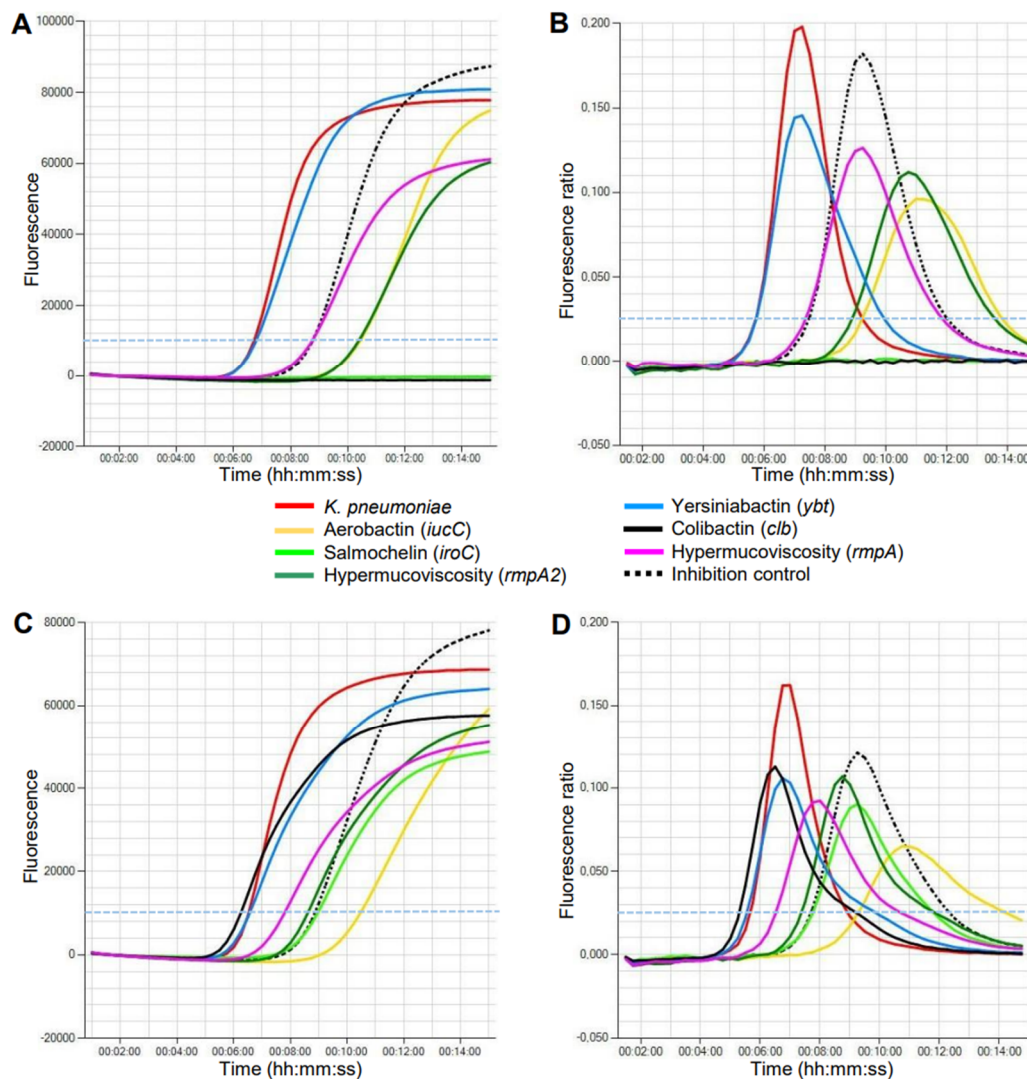 A
100000
80000
60000
40000
20000
0
-20000
Fluorescence
00:02:00 00:04:00 00:06:00 00:08:00 00:10:00 00:12:00 00:14:00
Time (hh:mm:ss)
B
0,200
0,150
0,100
0,050
0,000
-0,050
Fluorescence ratio
00:02:00 00:04:00 00:06:00 00:08:00 00:10:00 00:12:00 00:14:00
Time (hh:mm:ss)
K. pneumoniae
Aerobactin (iucC)
Salmochelin (iroC)
Hypermucoviscosity (rmpA2)
Yersiniabactin (ybt)
Colibactin (clb)
Hypermucoviscosity (rmpA)
Inhibition control
C
80000
60000
40000
20000
0
-20000
Fluorescence
00:02:00 00:04:00 00:06:00 00:08:00 00:10:00 00:12:00 00:14:00
Time (hh:mm:ss)
D
0,200
0,150
0,100
0,050
0,000
-0,050
Fluorescence ratio
00:02:00 00:04:00 00:06:00 00:08:00 00:10:00 00:12:00 00:14:00
Time (hh:mm:ss)